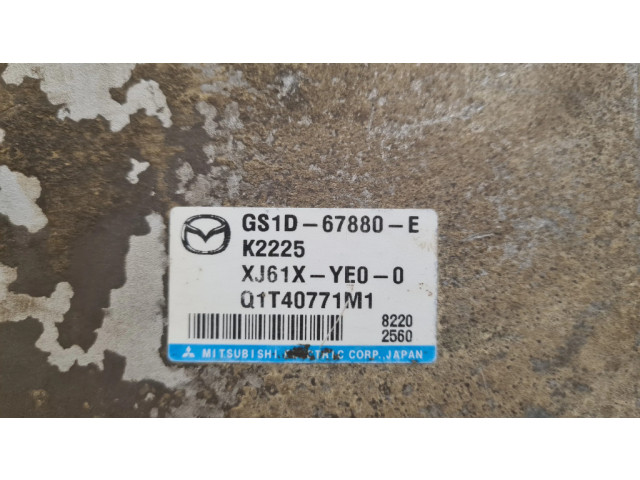 GS1D-67880-E
K2225
XJ61X-YE0-0
Q1T40771M1
8220
2560
MITSUBISHI CORP., JAPAN